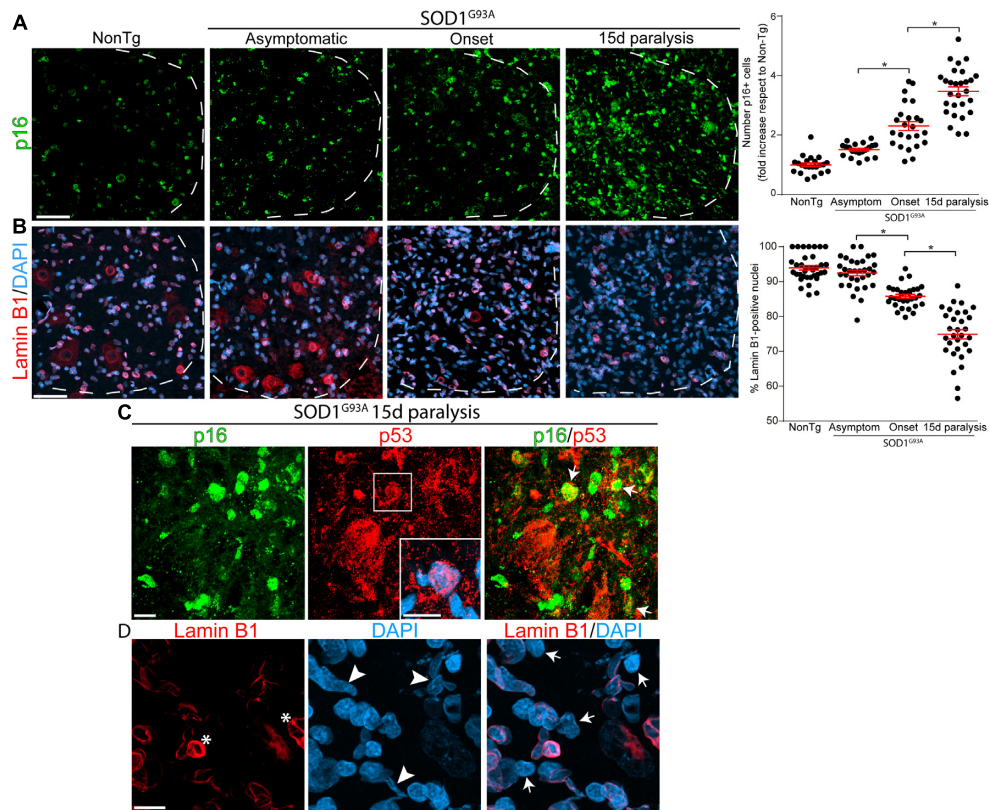 A
SOD1G93A
NonTg
Asymptomatic
Onset
15d paralysis
p16
Number p16+ cells
(fold increase respect to Non-Tg)
6
4
2
0
*
*
NonTg Asymptom Onset 15d paralysis
SOD1G93A
B
Lamin B1/DAPI
% Lamin B1-positive nuclei
100
90
80
70
60
50
*
*
NonTg Asymptom Onset 15d paralysis
SOD1G93A
C
SOD1G93A 15d paralysis
p16
p53
p16/p53
D
Lamin B1
DAPI
Lamin B1/DAPI
*
*